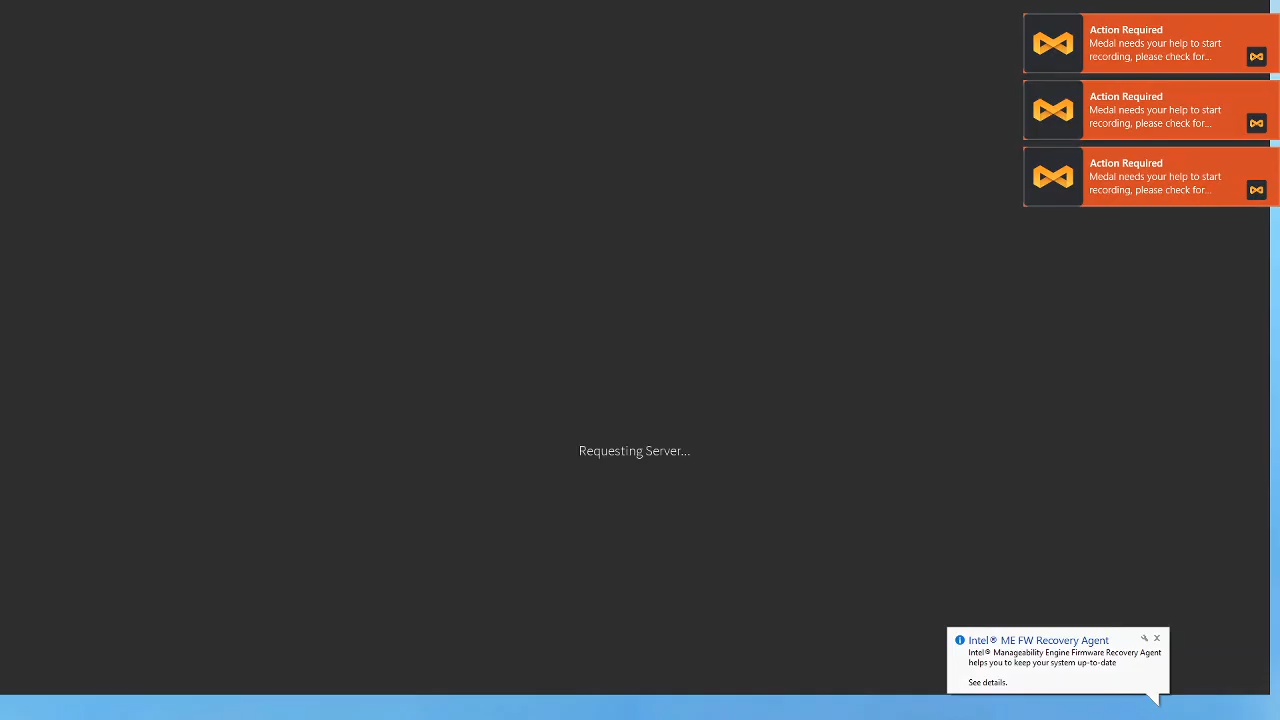 Action Required
Medal needs your help to start
recording, please check for...
Action Required
Medal needs your help to start
recording, please check for...
Action Required
Medal needs your help to start
recording, please check for...
Requesting Server...
Intel® ME FW Recovery Agent
Intel® Manageability Engine Firmware Recovery Agent
helps you to keep your system up-to-date
See details.